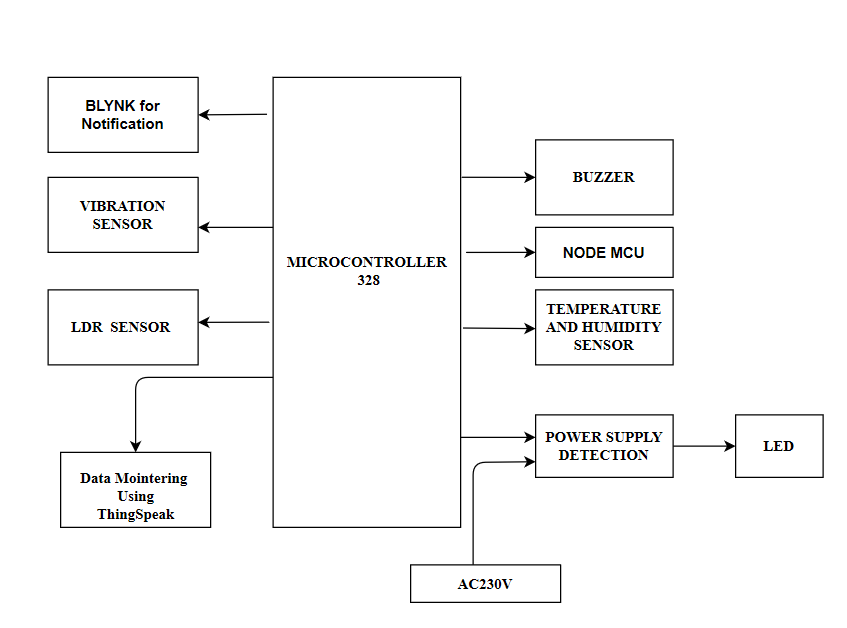 BLYNK for
Notification
VIBRATION
SENSOR
LDR SENSOR
Data Mointering
Using
ThingSpeak
MICROCONTROLLER
328
BUZZER
NODE MCU
TEMPERATURE
AND HUMIDITY
SENSOR
POWER SUPPLY
DETECTION
LED
AC230V